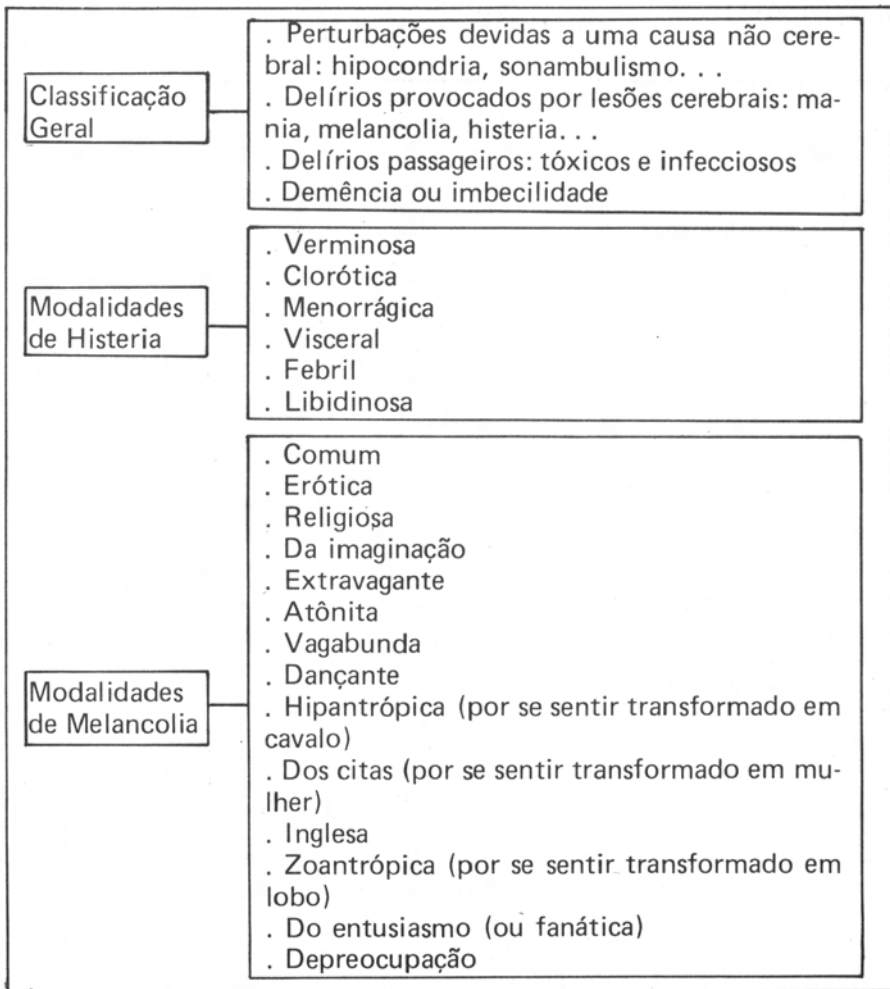 Classificação
Geral
. Perturbações devidas a uma causa não cere-
bral: hipocondria, sonambulismo. . .
. Delírios provocados por lesões cerebrais: ma-
nia, melancolia, histeria. . .
. Delírios passageiros: tóxicos e infecciosos
. Demência ou imbecilidade
Modalidades
de Histeria
. Verminosa
. Clorótica
. Menorrágica
. Visceral
. Febril
. Libidinosa
Modalidades
de Melancolia
. Comum
. Erótica
. Religiosa
. Da imaginação
. Extravagante
. Atônita
. Vagabunda
. Dançante
. Hipantrópica (por se sentir transformado em
cavalo)
. Dos citas (por se sentir transformado em mu-
lher)
. Inglesa
. Zoantrópica (por se sentir transformado em
lobo)
. Do entusiasmo (ou fanática)
. Depreocupação